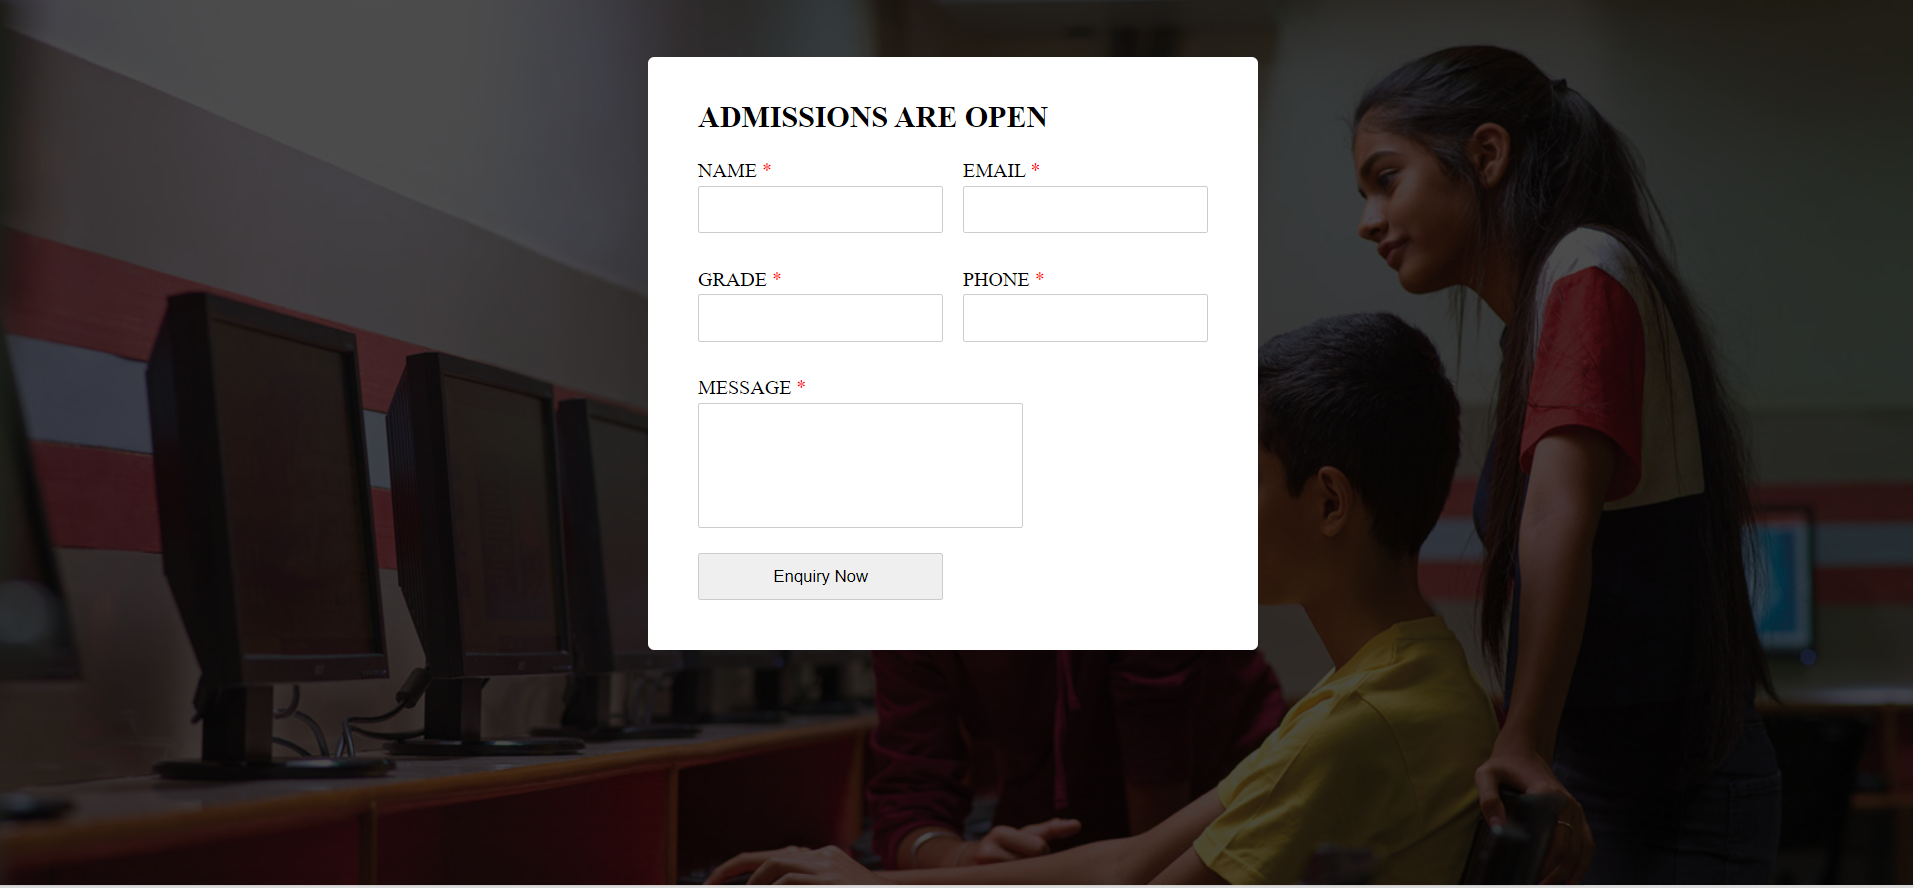 ADMISSIONS ARE OPEN
NAME * EMAIL *
GRADE * PHONE *
MESSAGE *
Enquiry Now